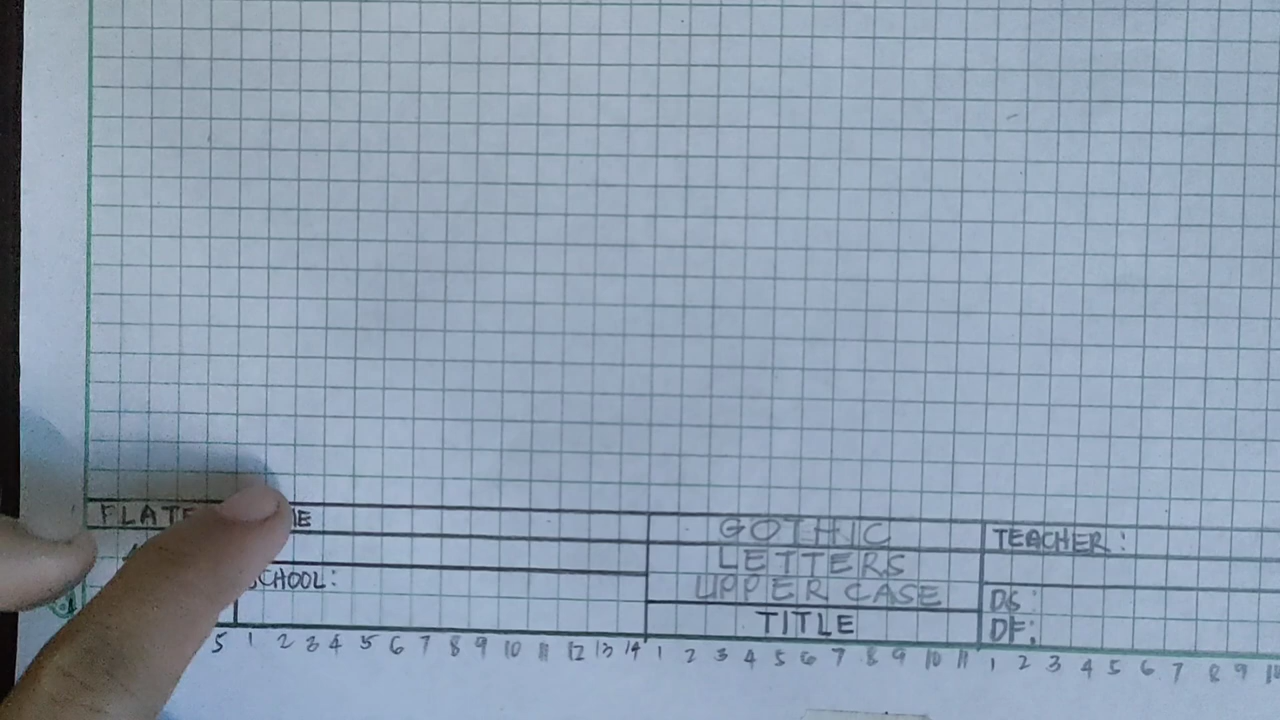 GOTHIC
LETTERS
UPPER CASE
TITLE
TEACHER:
DS:
DF:
5 1 2 3 4 5 6 7 8 9 10 11 12 13 14 1 2 3 4 5 6 7 8 9 10 11 1 2 3 4 5 6 7 8 9 10